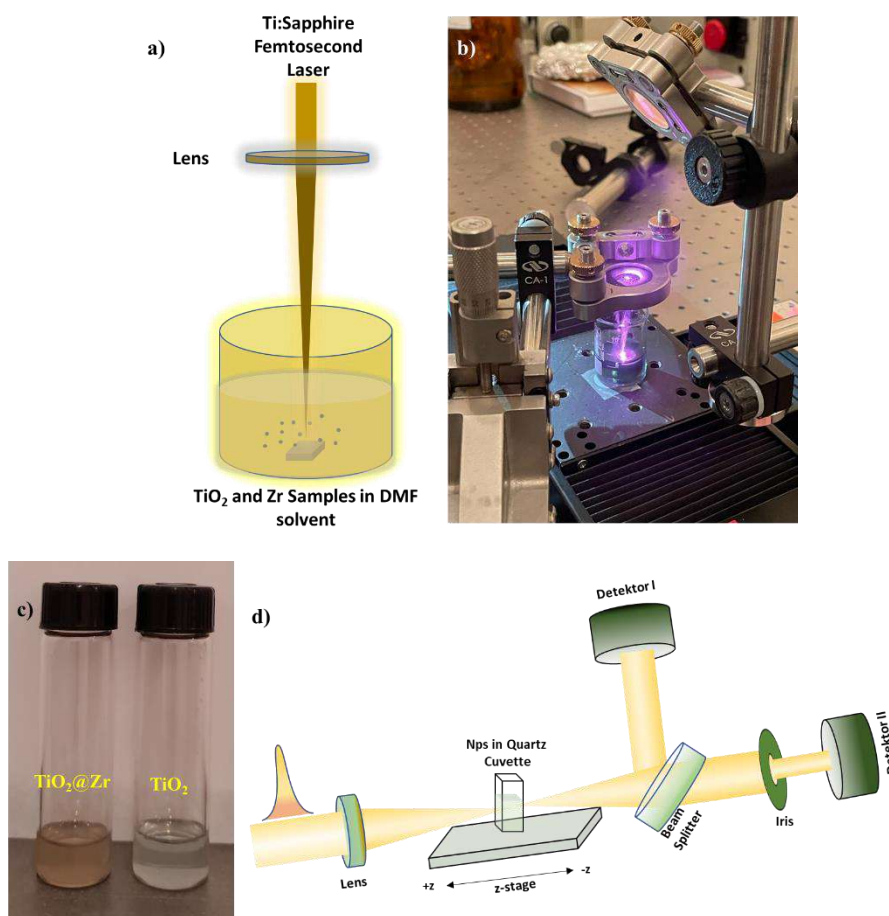 a)
Ti:Sapphire
Femtosecond
Laser
Lens
TiO₂ and Zr Samples in DMF
solvent
b)
CA-1
CA
c)
TiO₂@Zr
TiO₂
d)
Detektor I
Nps in Quartz
Cuvette
Detektor II
Beam
Splitter
Iris
Lens
+z
z-stage
-z